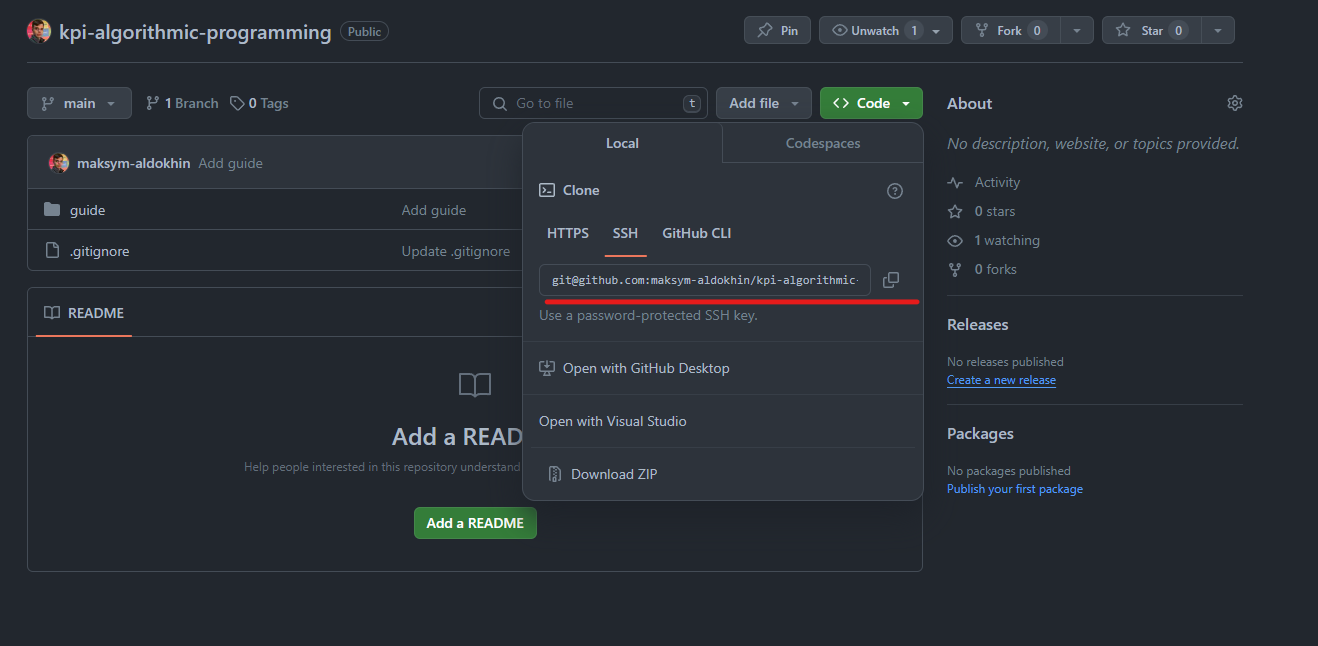 kpi-algorithmic-programming Public
Pin Unwatch 1 Fork 0 Star 0
main 1 Branch 0 Tags
Go to file t Add file Code
maksym-aldokhin Add guide
guide Add guide
.gitignore Update .gitignore
README
Add a READ
Help people interested in this repository understand
Add a README
Local Codespaces
Clone
HTTPS SSH GitHub CLI
git@github.com:maksym-aldokhin/kpi-algorithmic-
Use a password-protected SSH key.
Open with GitHub Desktop
Open with Visual Studio
Download ZIP
About
No description, website, or topics provided.
Activity
0 stars
1 watching
0 forks
Releases
No releases published
Create a new release
Packages
No packages published
Publish your first package